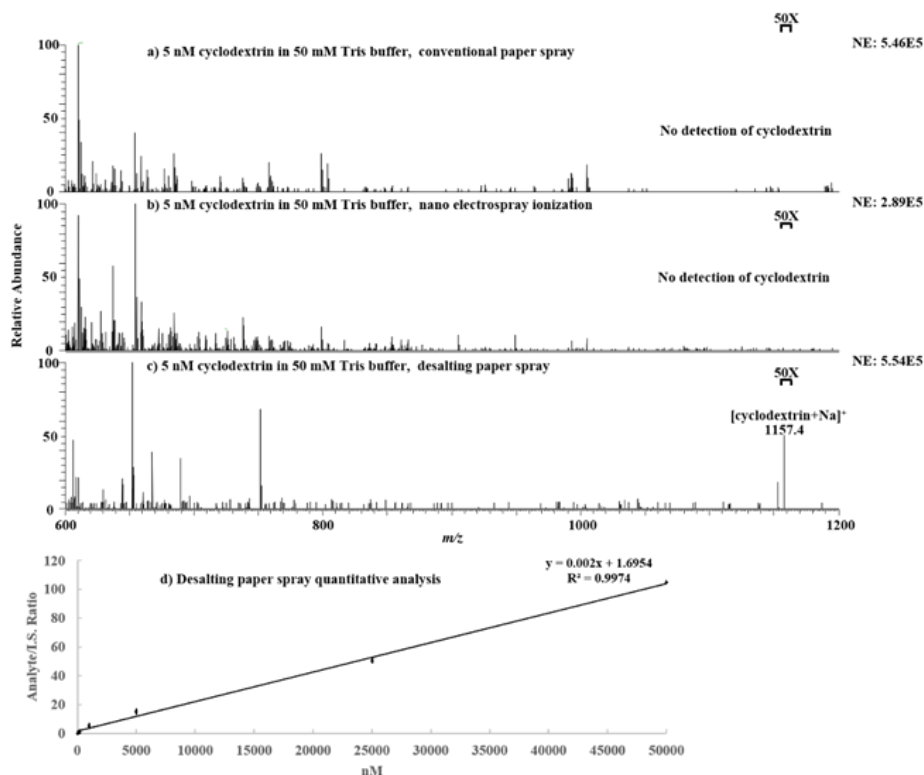 50X
100
a) 5 nM cyclodextrin in 50 mM Tris buffer, conventional paper spray
NE: 5.46E5
50
No detection of cyclodextrin
0
100
b) 5 nM cyclodextrin in 50 mM Tris buffer, nano electrospray ionization
50X
NE: 2.89E5
Relative Abundance
50
No detection of cyclodextrin
0
100
c) 5 nM cyclodextrin in 50 mM Tris buffer, desalting paper spray
50X
NE: 5.54E5
[cyclodextrin+Na]⁺
1157.4
50
0
600 800 1000 1200
m/z
120
d) Desalting paper spray quantitative analysis
y = 0.002x + 1.6954
R² = 0.9974
100
80
60
40
20
0
Analyte/I.S. Ratio
0 5000 10000 15000 20000 25000 30000 35000 40000 45000 50000
nM